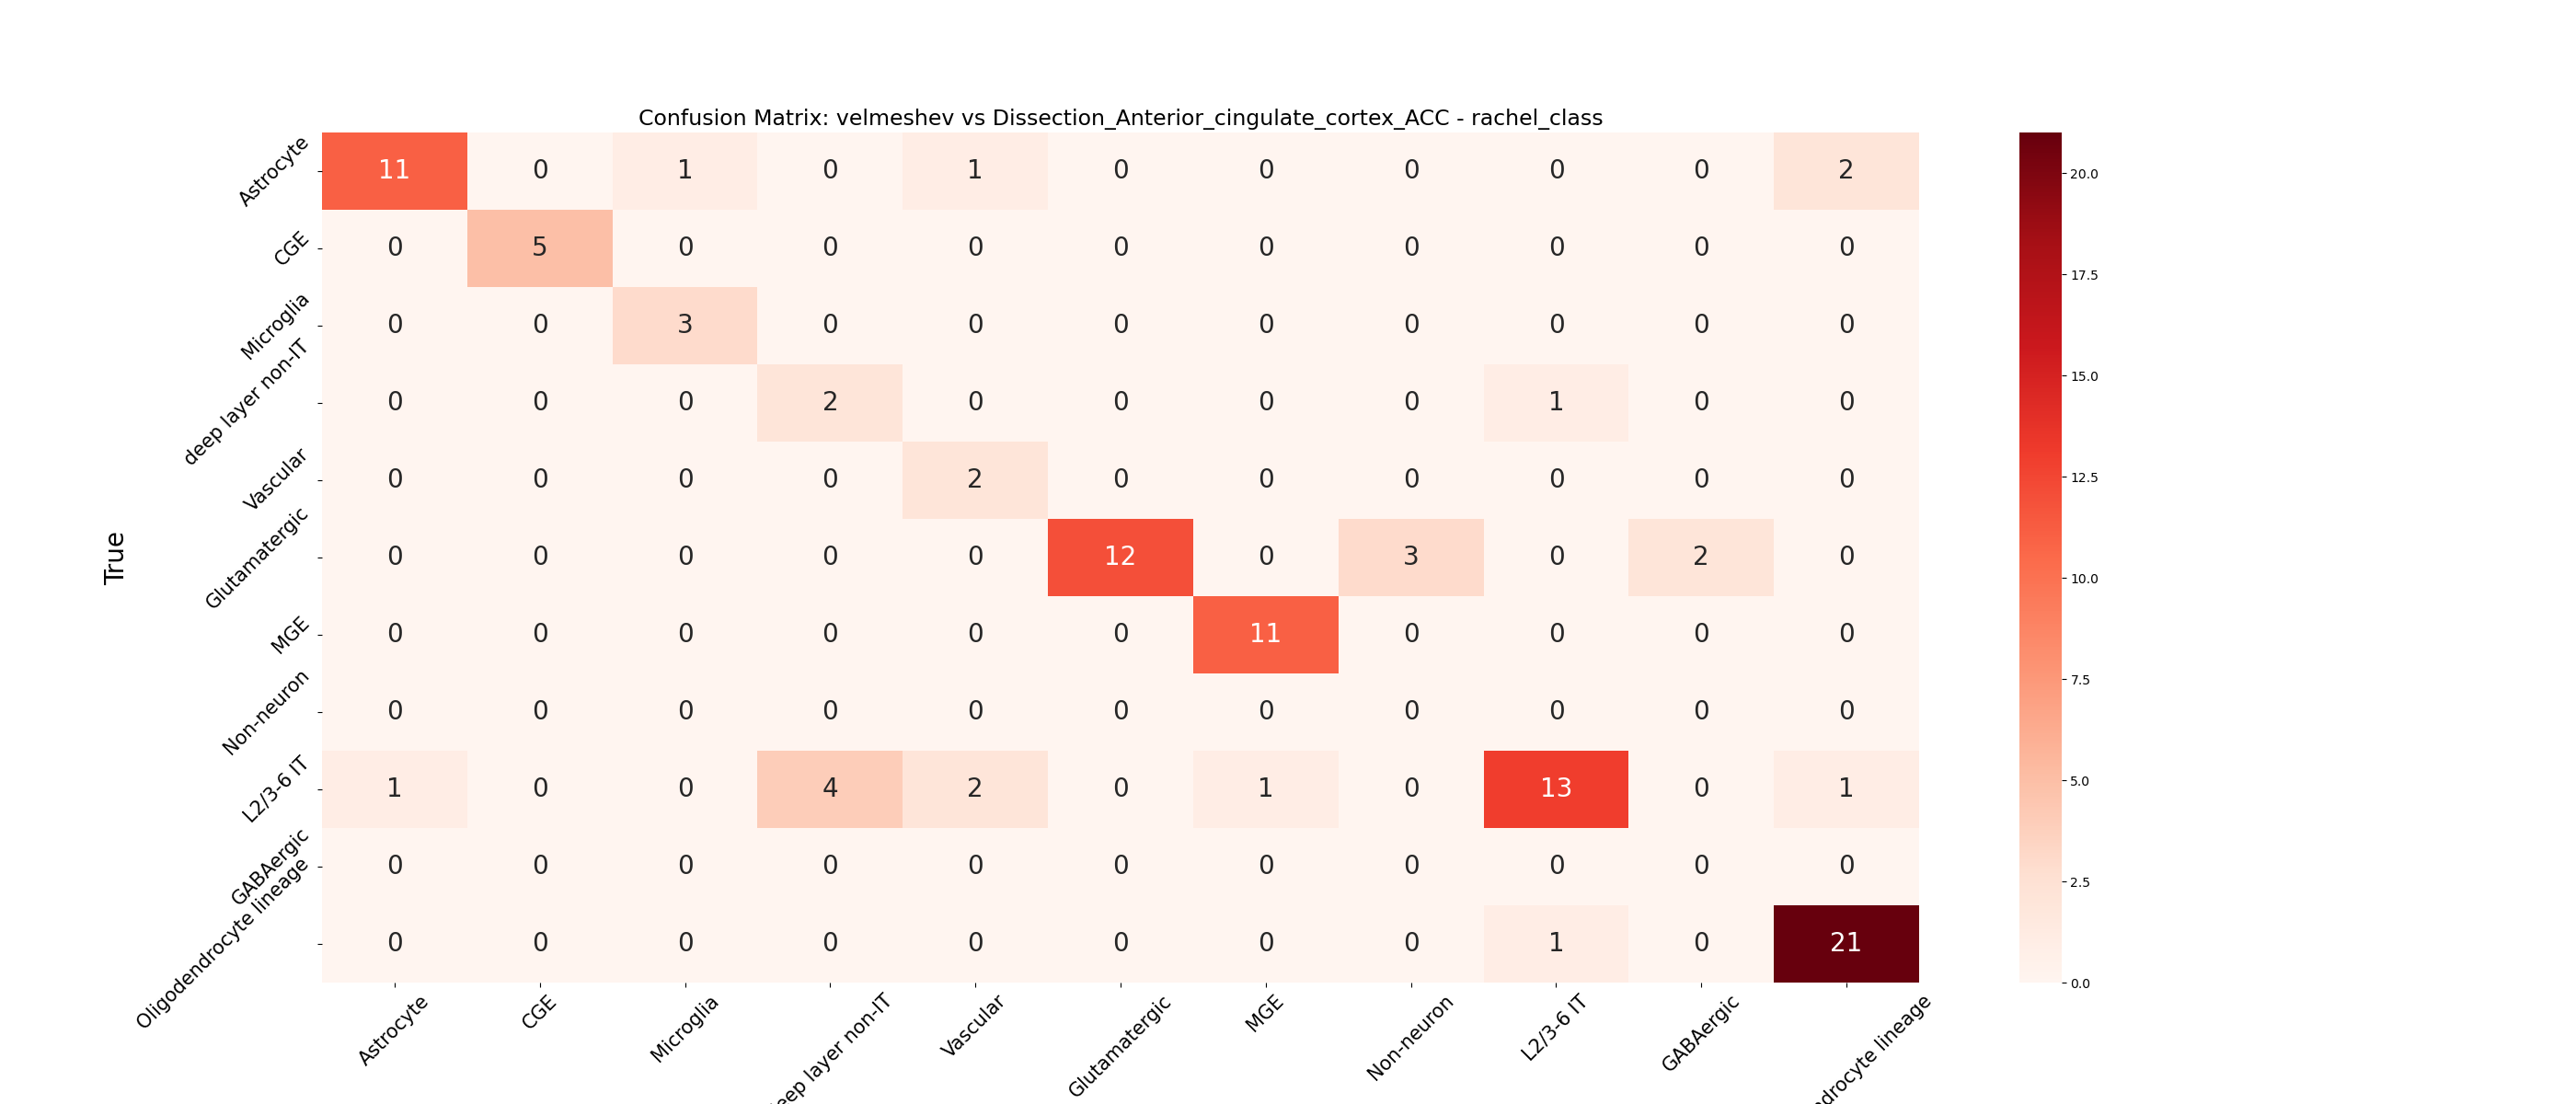 Confusion Matrix: velmeshev vs Dissection_Anterior_cingulate_cortex_ACC - rachel_class
True
Astrocyte 11 0 1 0 1 0 0 0 0 0 2
CGE 0 5 0 0 0 0 0 0 0 0 0
Microglia 0 0 3 0 0 0 0 0 0 0 0
deep layer non-IT 0 0 0 2 0 0 0 0 1 0 0
Vascular 0 0 0 0 2 0 0 0 0 0 0
Glutamatergic 0 0 0 0 0 12 0 3 0 2 0
MGE 0 0 0 0 0 0 11 0 0 0 0
Non-neuron 0 0 0 0 0 0 0 0 0 0 0
L2/3-6 IT 1 0 0 4 2 0 1 0 13 0 1
GABAergic 0 0 0 0 0 0 0 0 0 0 0
Oligodendrocyte lineage 0 0 0 0 0 0 0 0 1 0 21
Astrocyte
CGE
Microglia
eep layer non-IT
Vascular
Glutamatergic
MGE
Non-neuron
L2/3-6 IT
GABAergic
ndrocyte lineage
20.0
17.5
15.0
12.5
10.0
7.5
5.0
2.5
0.0